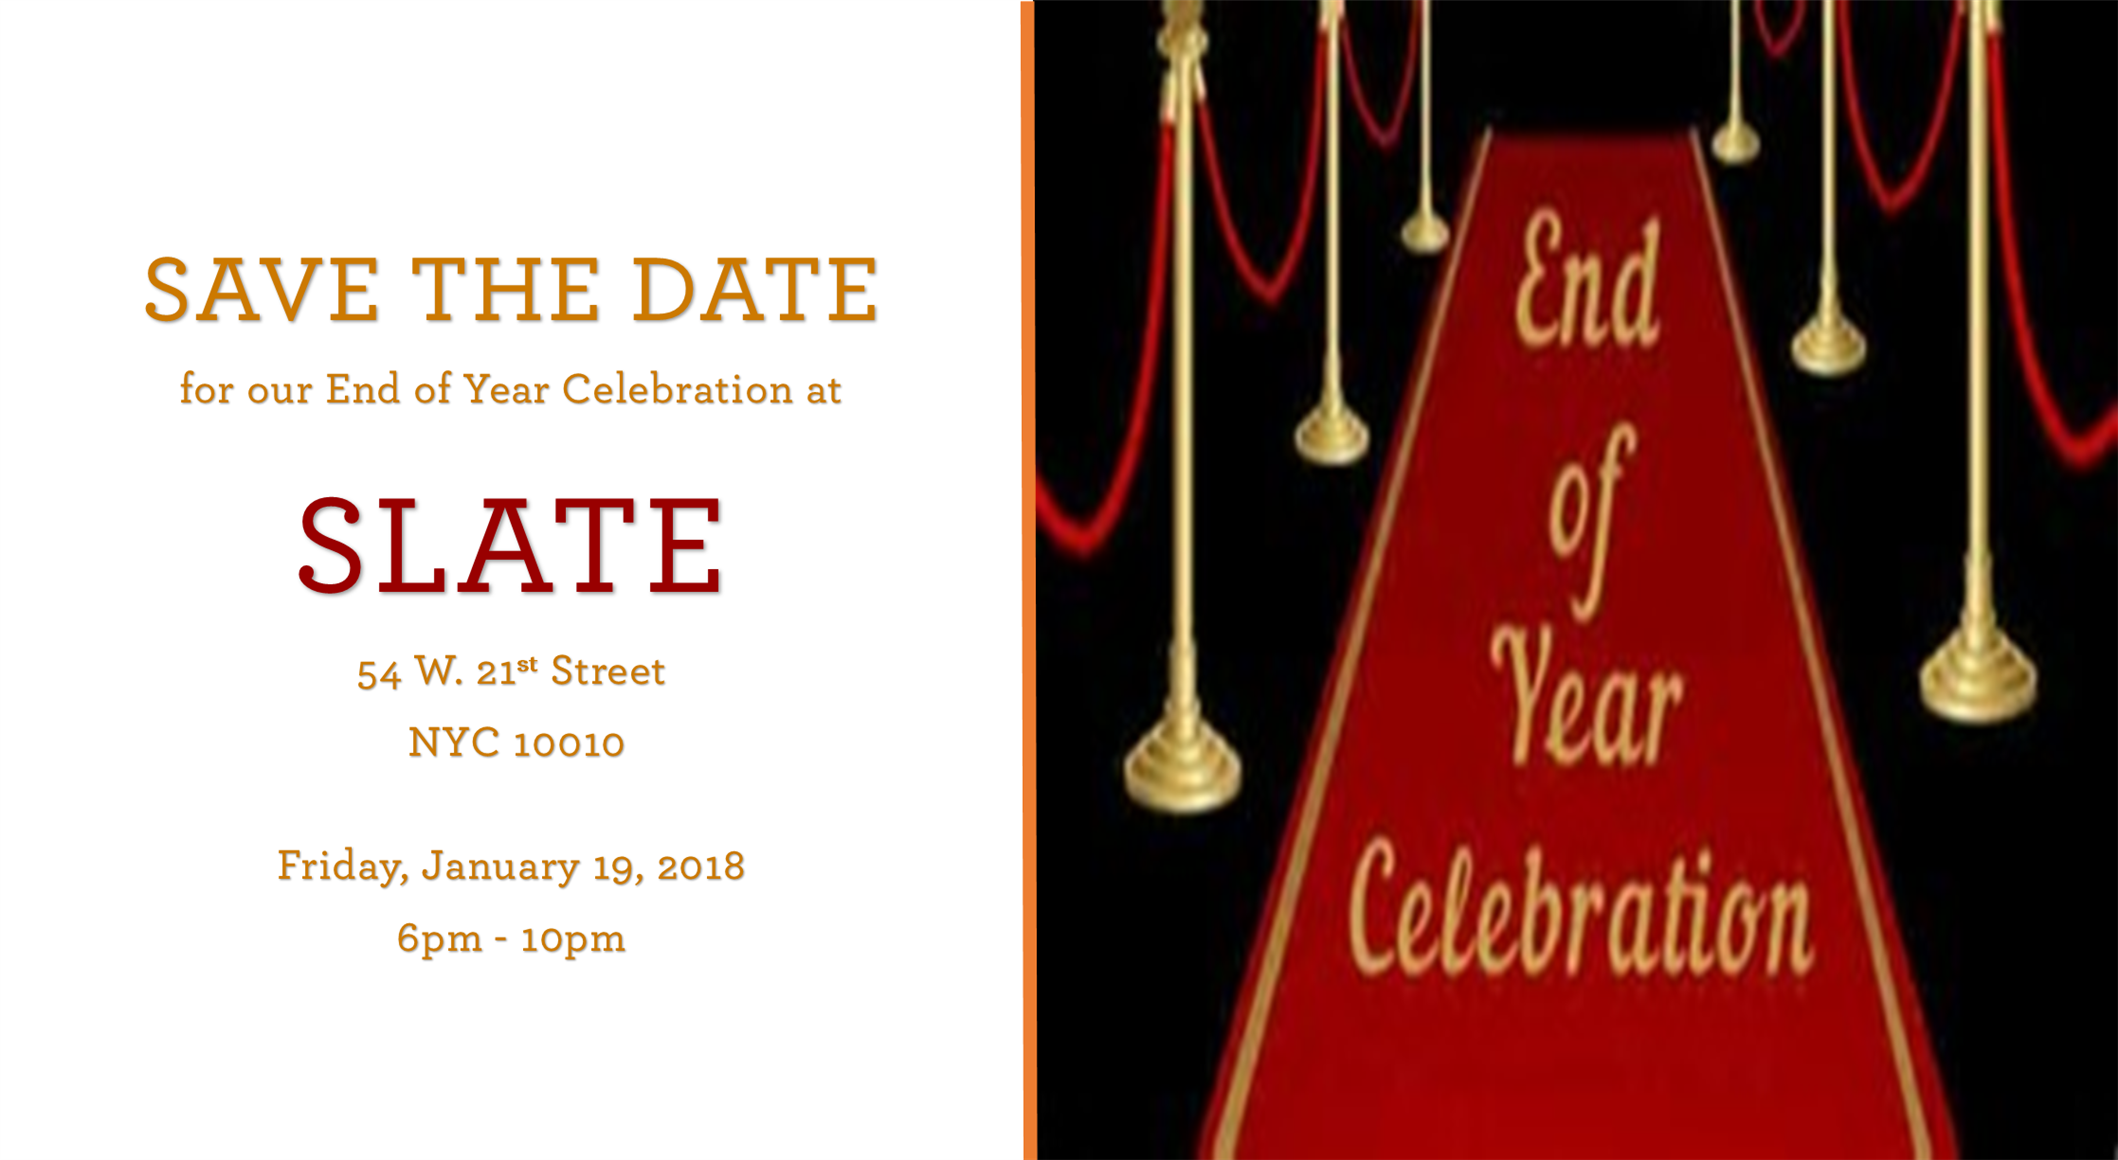 SAVE THE DATE
for our End of Year Celebration at
SLATE
54 W. 21st Street
NYC 10010
Friday, January 19, 2018
6pm - 10pm
End
of
Year
Celebration